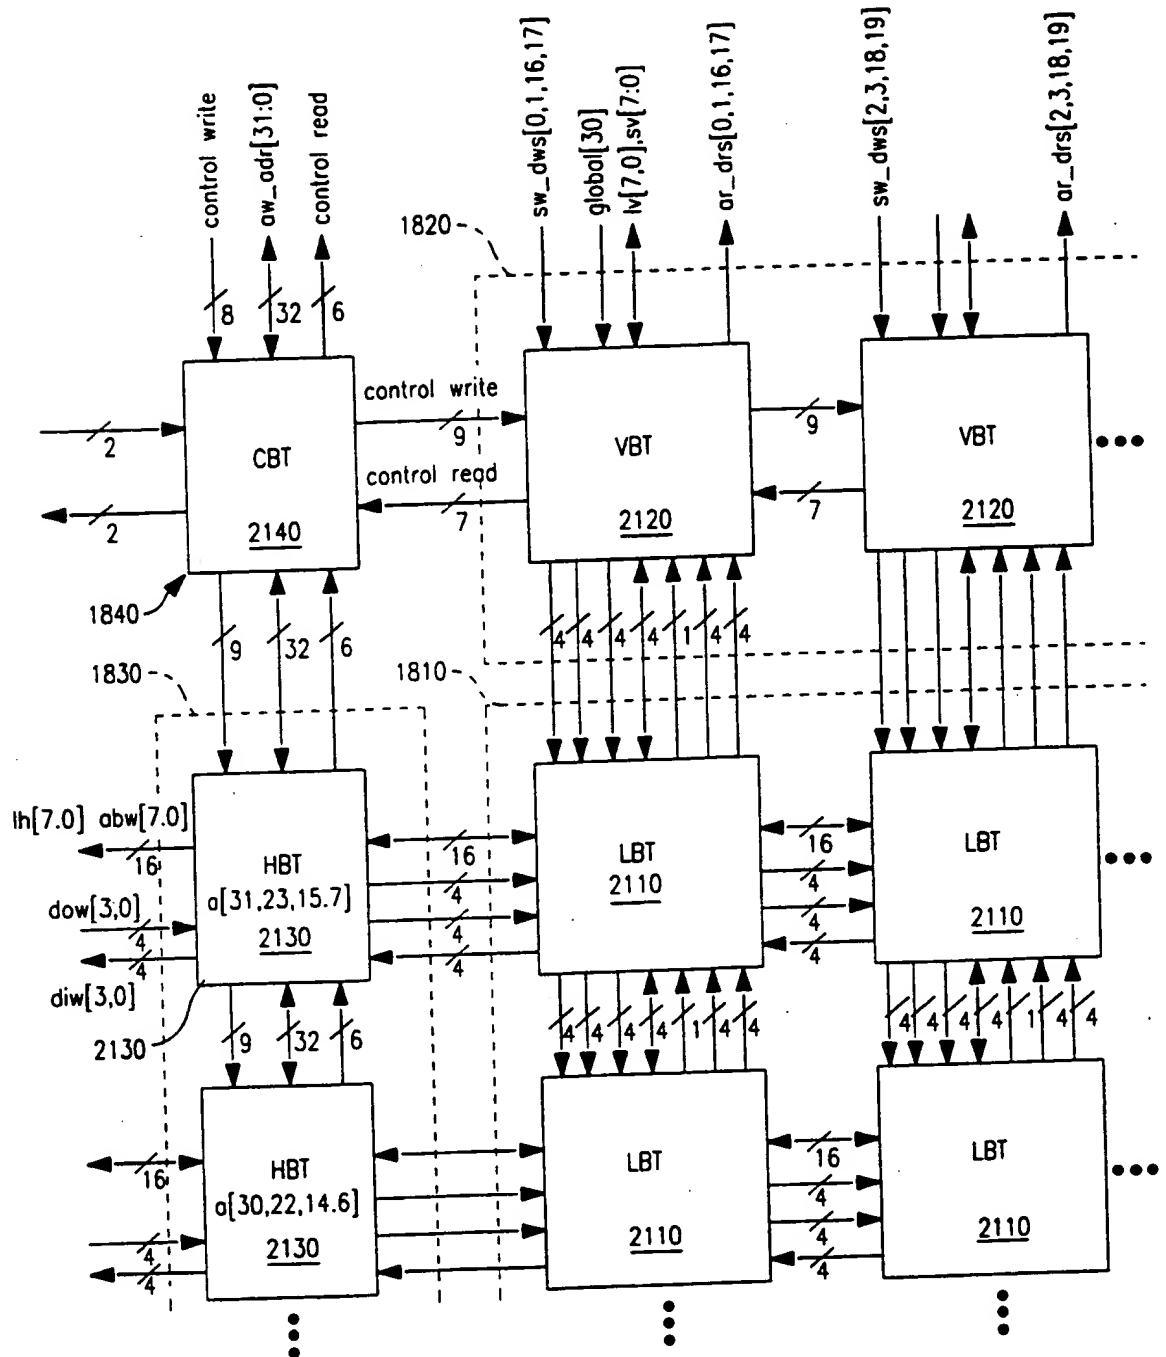 control write
aw_adr[31:0]
control read
sw_dws[0,1,16,17]
global[30]
lv[7,0],sv[7:0]
ar_drs[0,1,16,17]
sw_dws[2,3,18,19]
ar_drs[2,3,18,19]
1820
8
32
6
control write
9
9
2
CBT
VBT
VBT
control read
7
7
2
2140
2120
2120
1840
9
32
6
4
4
4
4
1
4
4
1830
1810
lh[7.0] abw[7.0]
16
16
16
HBT
LBT
LBT
a[31,23,15.7]
2110
4
4
dow[3,0]
4
4
4
2130
2110
4
4
4
diw[3,0]
2130
9
32
6
4
4
4
4
1
4
4
4
4
4
4
1
4
4
16
16
HBT
LBT
LBT
a[30,22,14.6]
4
4
4
2130
2110
2110
4
4